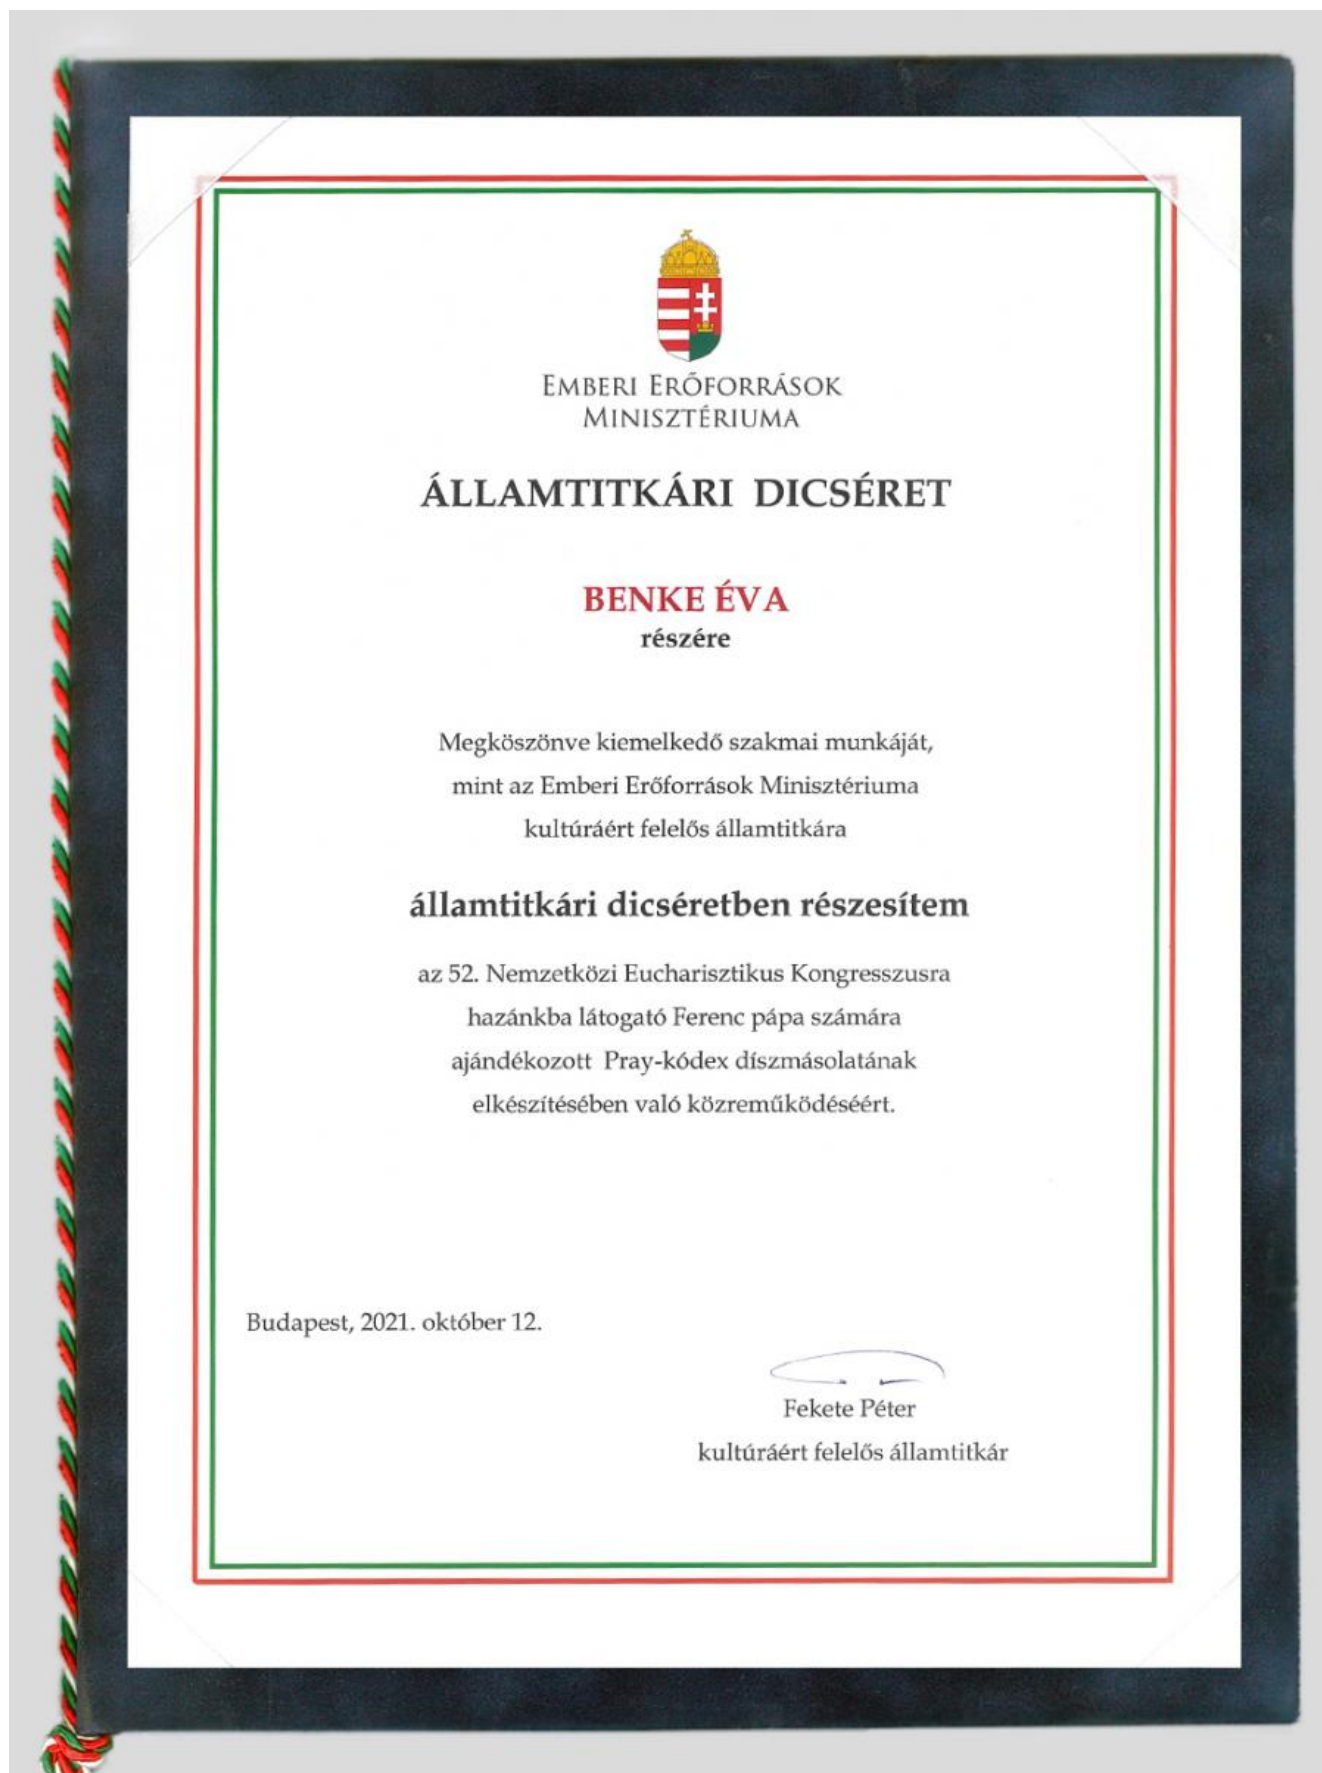 EMBERI ERŐFORRÁSOK
MINISZTÉRIUMA
ÁLLAMTITKÁRI DICSÉRET
BENKE ÉVA
részére
Megköszönve kiemelkedő szakmai munkáját,
mint az Emberi Erőforrások Minisztériuma
kultúráért felelős államtitkára
államtitkári dicséretben részesítem
az 52. Nemzetközi Eucharisztikus Kongresszusra
hazánkba látogató Ferenc pápa számára
ajándékozott Pray-kódex díszmásolatának
elkészítésében való közreműködéséért.
Budapest, 2021. október 12.
Fekete Péter
kultúráért felelős államtitkár